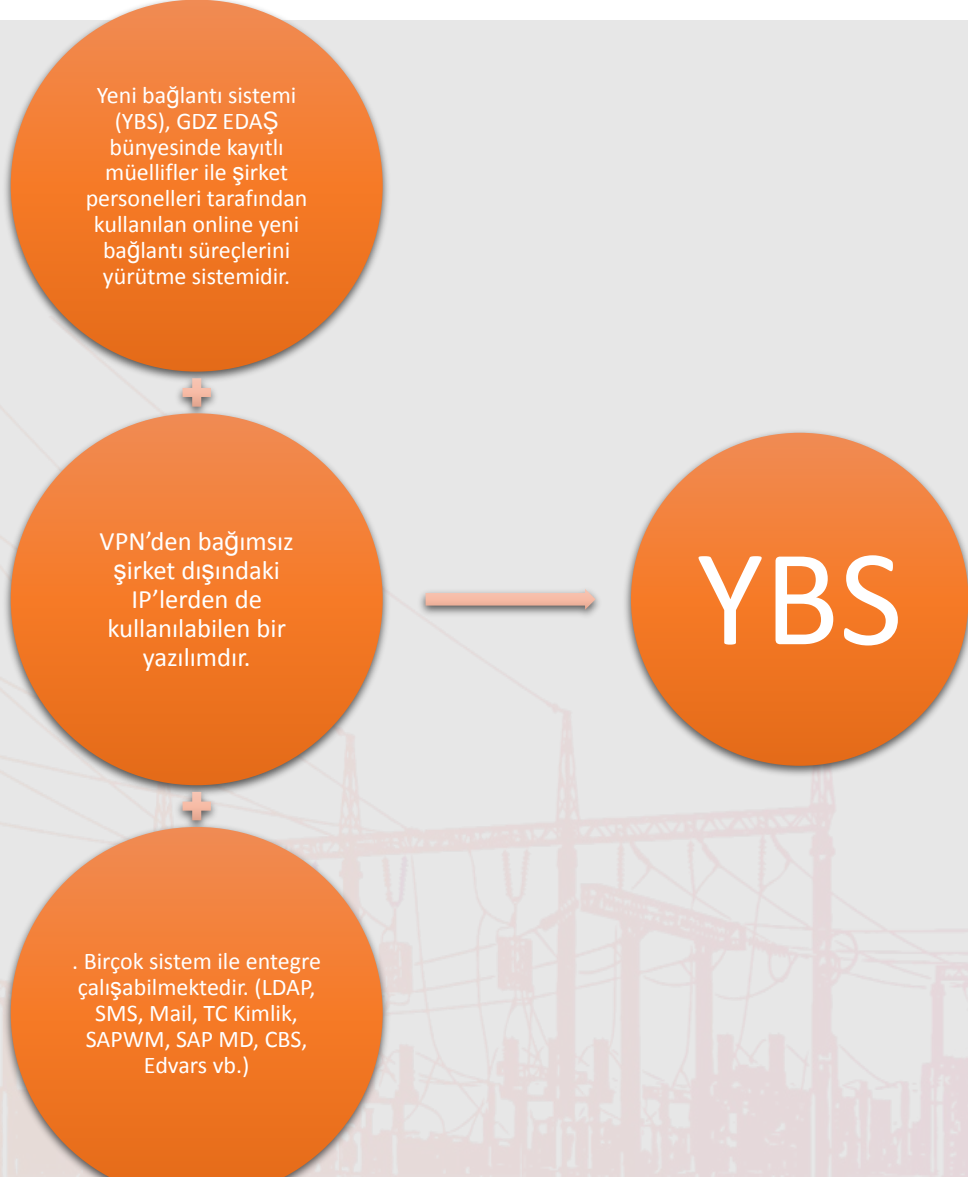 Yeni bağlantı sistemi
(YBS), GDZ EDAŞ
bünyesinde kayıtlı
müellifler ile şirket
personelleri tarafından
kullanılan online yeni
bağlantı süreçlerini
yürütme sistemidir.
VPN’den bağımsız
şirket dışındaki
IP’lerden de
kullanılabilen bir
yazılımdır.
. Birçok sistem ile entegre
çalışabilmektedir. (LDAP,
SMS, Mail, TC Kimlik,
SAPWM, SAP MD, CBS,
Edvars vb.)
YBS